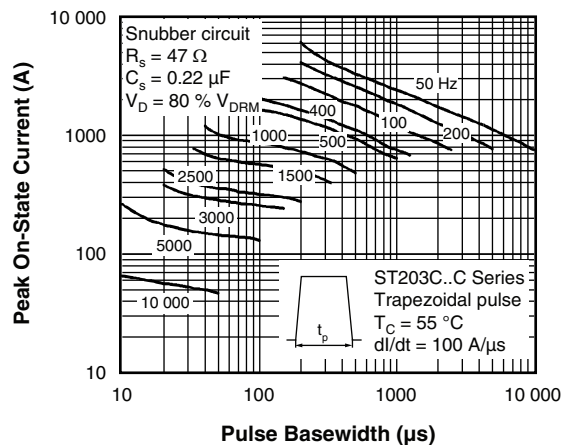 Peak On-State Current (A)
10 000
1000
100
10
Snubber circuit
Rs = 47 Ω
Cs = 0.22 µF
VD = 80 % VDRM
50 Hz
400
100
200
1000
500
2500
1500
3000
5000
10 000
tp
ST203C..C Series
Trapezoidal pulse
TC = 55 °C
dI/dt = 100 A/µs
10
100
1000
10 000
Pulse Basewidth (µs)